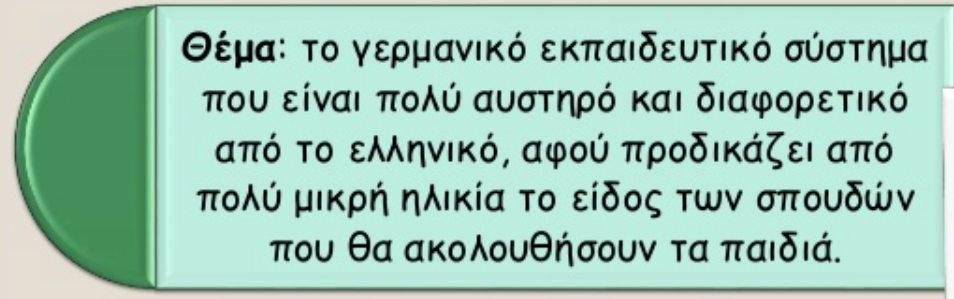 Θέμα: το γερμανικό εκπαιδευτικό σύστημα
που είναι πολύ αυστηρό και διαφορετικό
από το ελληνικό, αφού προδικάζει από
πολύ μικρή ηλικία το είδος των σπουδών
που θα ακολουθήσουν τα παιδιά.